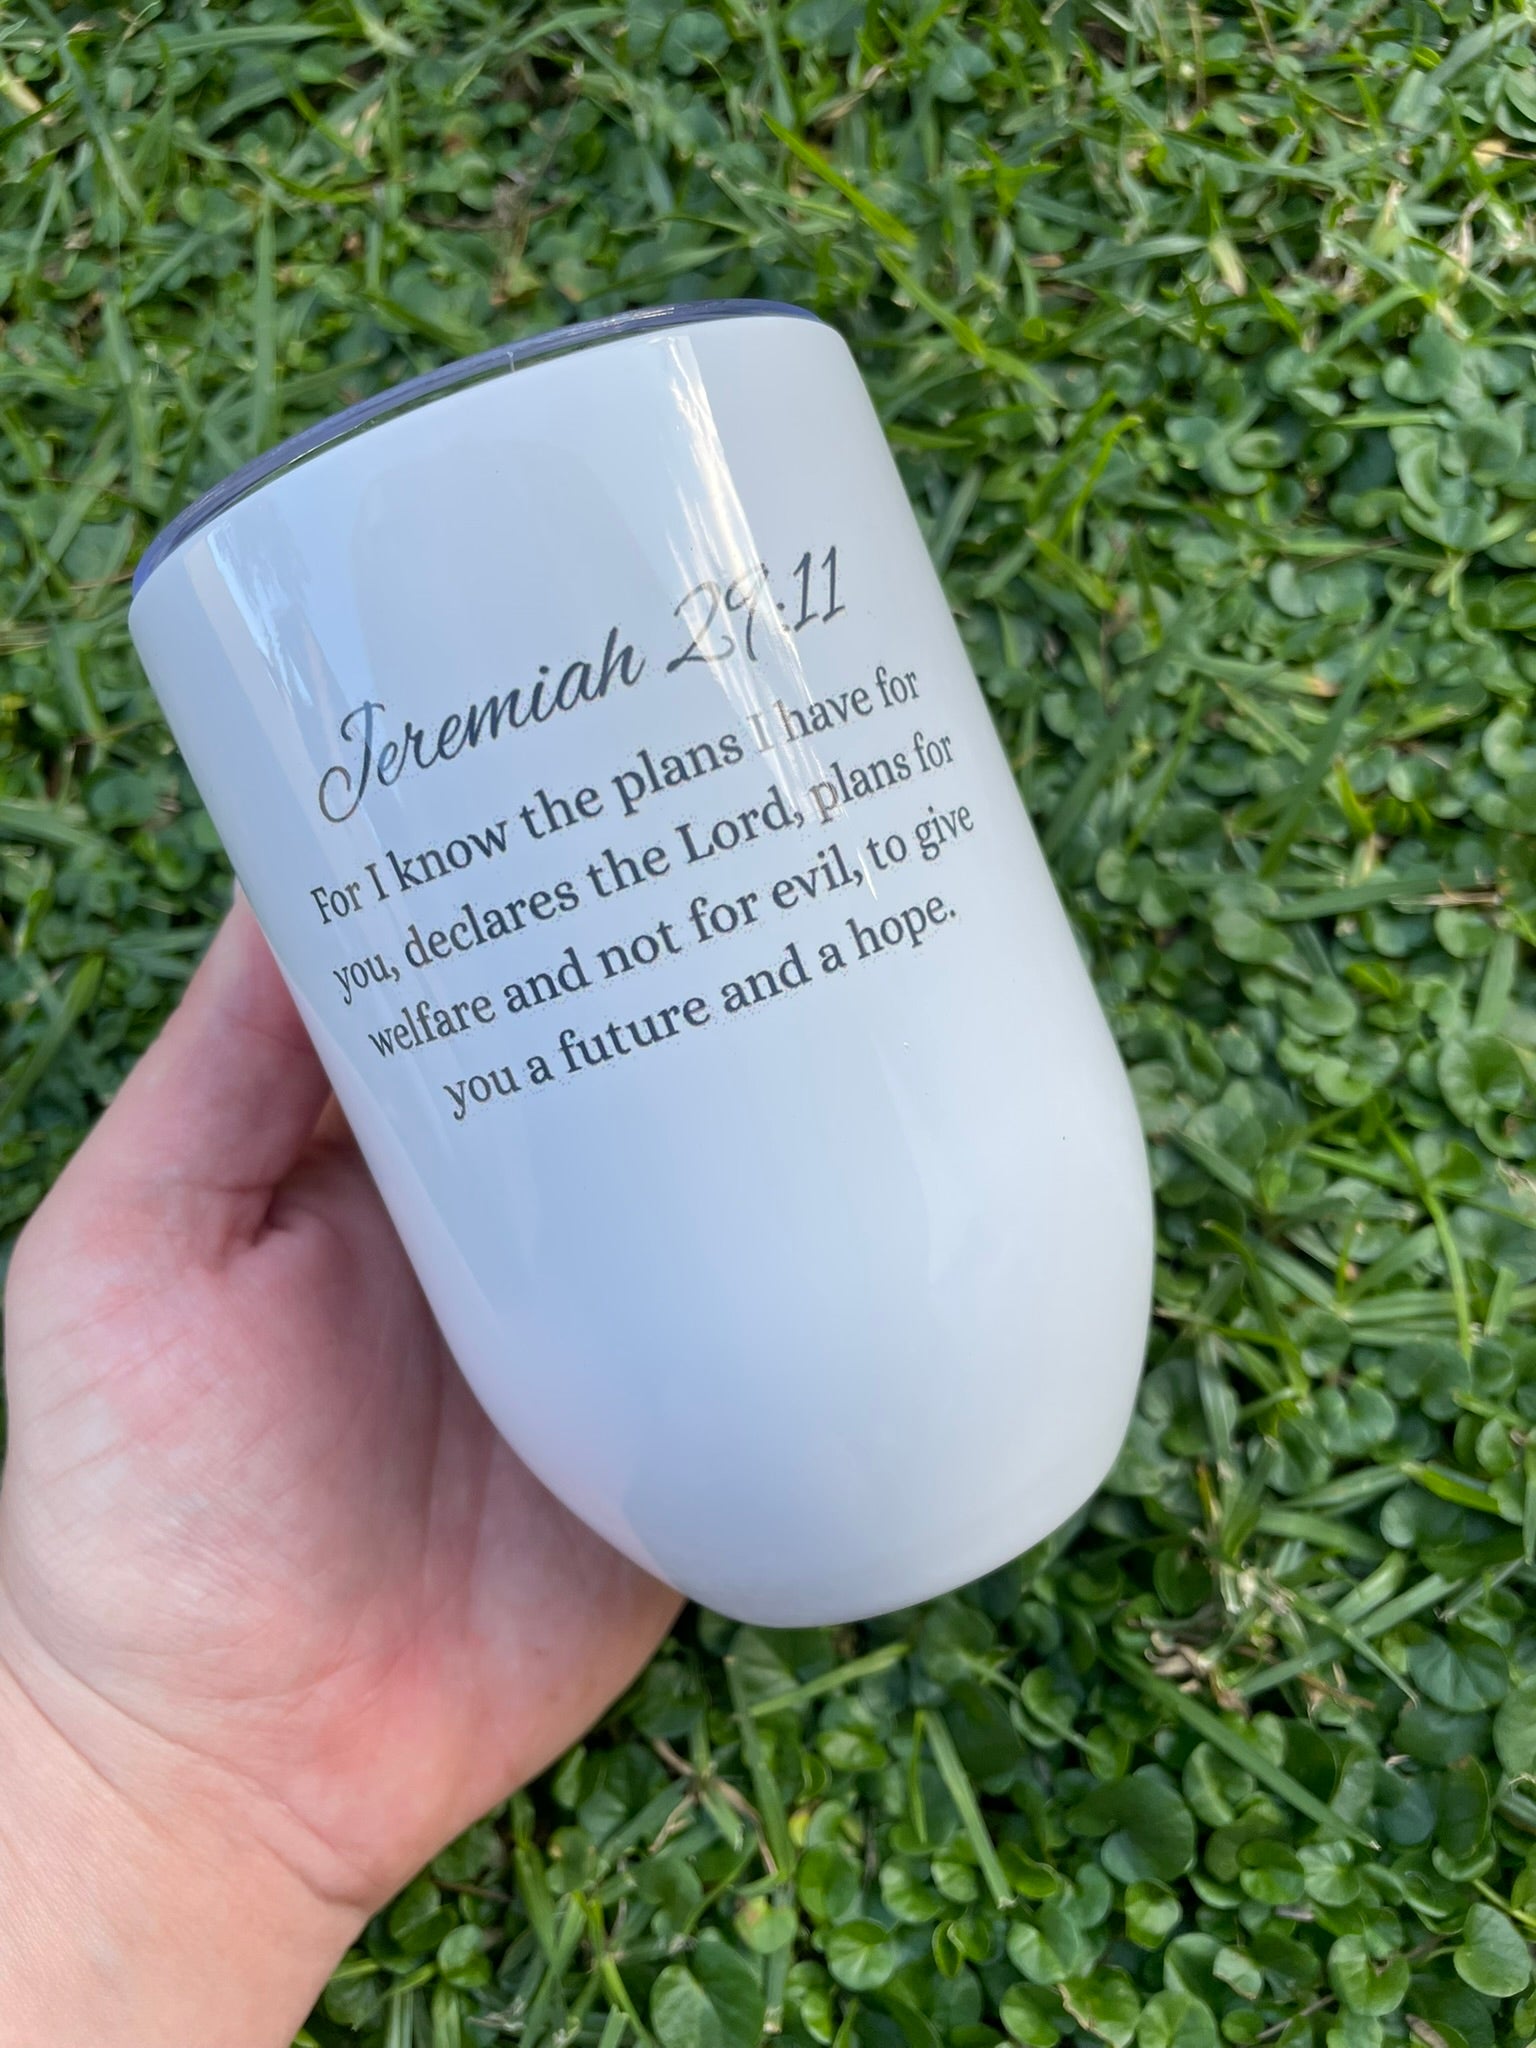 Jeremiah 29:11
For I know the plans I have for
you, declares the Lord, plans for
welfare and not for evil, to give
you a future and a hope.